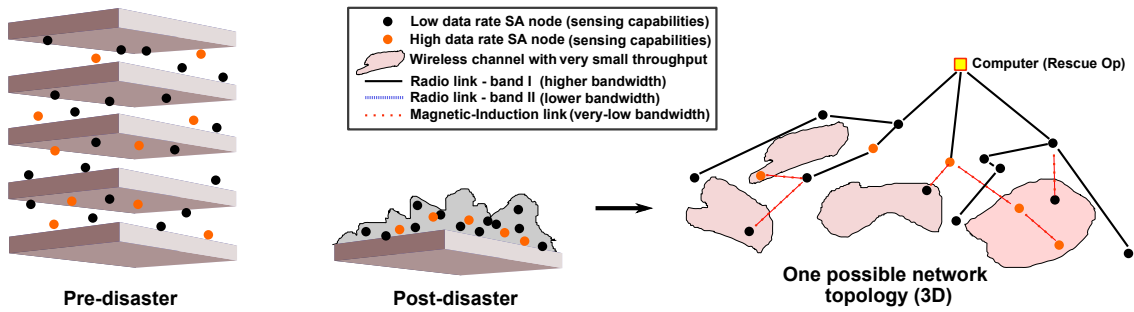 Low data rate SA node (sensing capabilities)
High data rate SA node (sensing capabilities)
Wireless channel with very small throughput
Radio link - band I (higher bandwidth)
Radio link - band II (lower bandwidth)
Magnetic-Induction link (very-low bandwidth)
Computer (Rescue Op)
Pre-disaster
Post-disaster
One possible network
topology (3D)